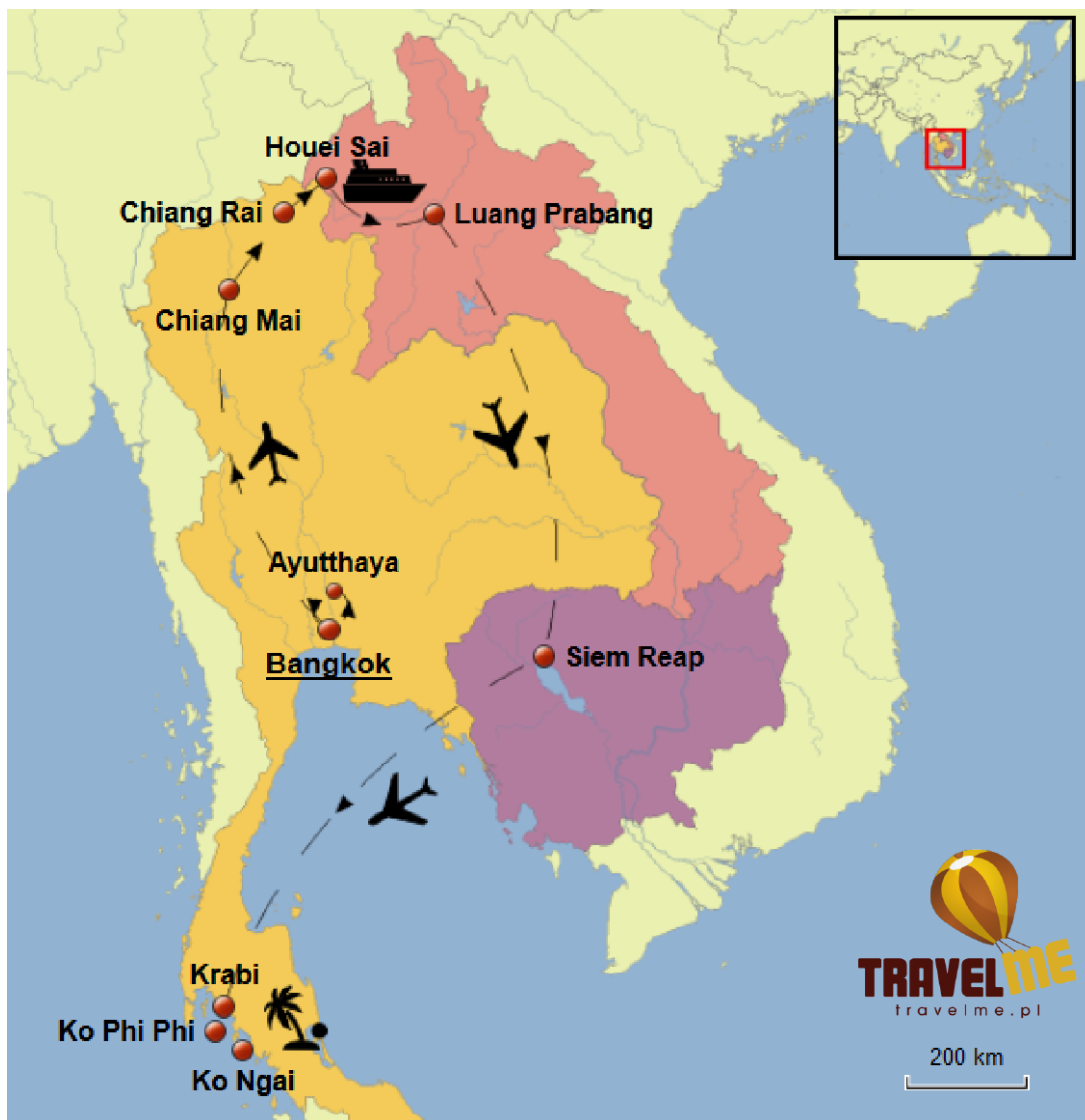 Houei Sai
Chiang Rai
Luang Prabang
Chiang Mai
Ayutthaya
Bangkok
Siem Reap
Krabi
Ko Phi Phi
Ko Ngai
TRAVELME
travelme.pl
200 km